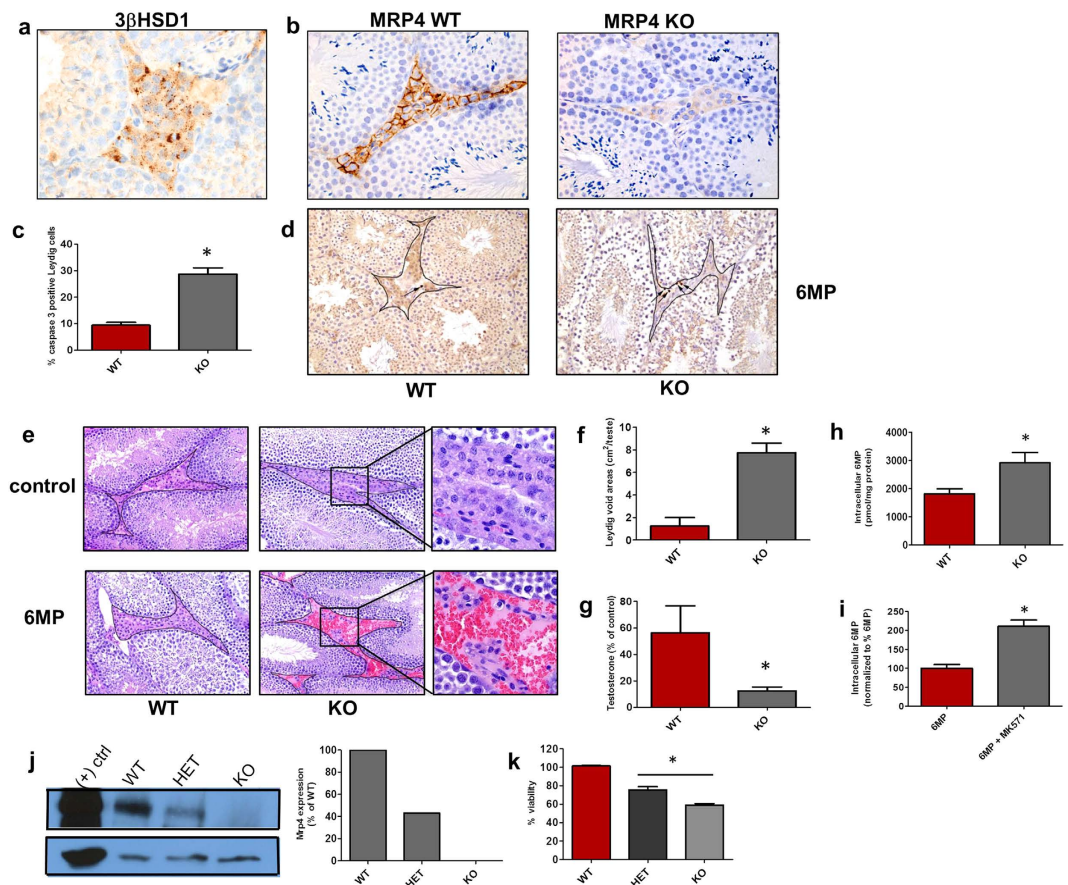 3βHSD1
MRP4 WT
MRP4 KO
a
b
c
% caspase 3 positive Leydig cells
40
30
20
10
0
*
WT
KO
d
6MP
WT
KO
e
control
6MP
WT
KO
f
Leydig void areas (cm²/teste)
8
6
4
2
0
*
WT
KO
g
Testosterone (% of control)
80
60
40
20
0
*
WT
KO
h
Intracellular 6MP
(pmol/mg protein)
4000
3000
2000
1000
0
*
WT
KO
i
Intracellular 6MP
(normalized to % 6MP)
250
200
150
100
50
0
*
6MP
6MP + MK571
j
(+) ctrl
WT
HET
KO
Mrp4 expression
(% of WT)
100
80
60
40
20
0
WT
HET
KO
k
% viability
120
100
80
60
40
20
0
*
WT
HET
KO